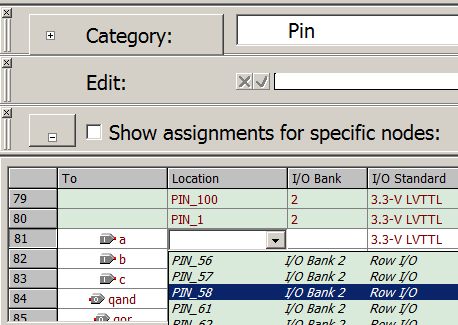 Category: Pin
Edit:
Show assignments for specific nodes:
To Location I/O Bank I/O Standard
79 PIN_100 2 3.3-V LVTTL
80 PIN_1 2 3.3-V LVTTL
81 a 3.3-V LVTTL
82 b PIN_56 I/O Bank 2 Row I/O
83 c PIN_57 I/O Bank 2 Row I/O
84 qand PIN_58 I/O Bank 2 Row I/O
85 qor PIN_61 I/O Bank 2 Row I/O
PIN_62 I/O Bank 2 Row I/O